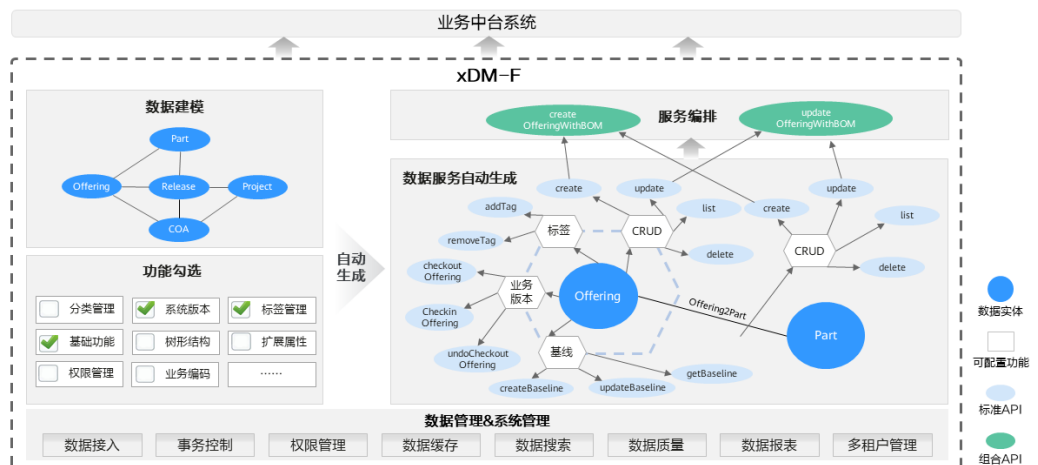 业务中台系统
xDM-F
数据建模
Part
Offering
Release
Project
COA
功能勾选
分类管理
系统版本
标签管理
基础功能
树形结构
扩展属性
权限管理
业务编码
……
自动
生成
create
OfferingWithBOM
服务编排
update
OfferingWithBOM
数据服务自动生成
create
update
update
addTag
list
create
list
标签
CRUD
removeTag
CRUD
delete
delete
checkout
Offering
业务
版本
Offering
Offering2Part
Checkin
Offering
Part
undoCheckout
Offering
基线
getBaseline
createBaseline
updateBaseline
数据管理&系统管理
数据接入
事务控制
权限管理
数据缓存
数据搜索
数据质量
数据报表
多租户管理
数据实体
可配置功能
标准API
组合API